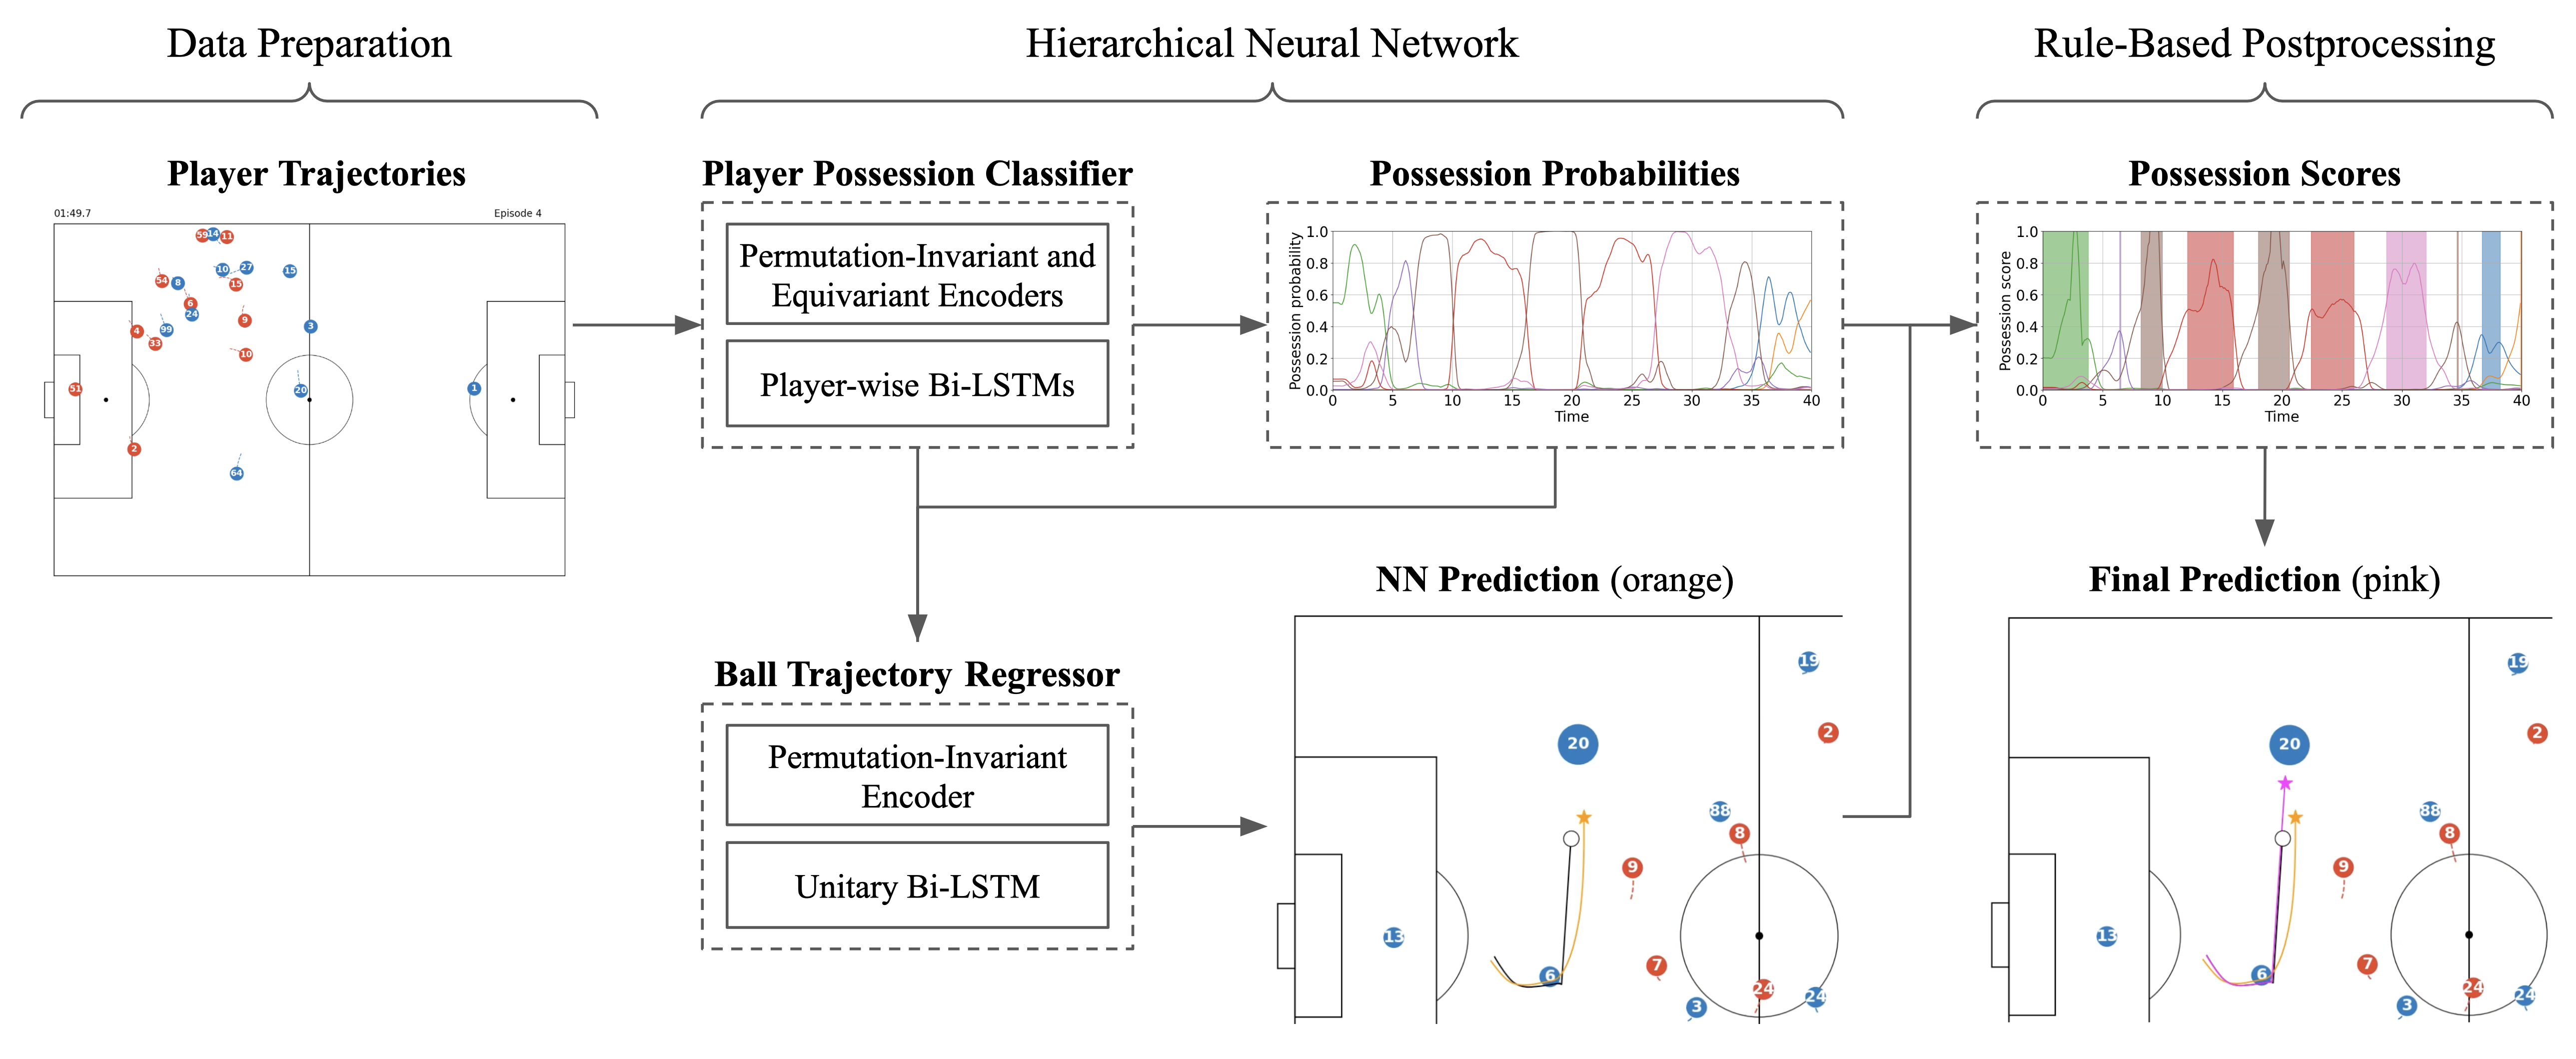 Data Preparation
Hierarchical Neural Network
Rule-Based Postprocessing
Player Trajectories
01:49.7
Episode 4
59 14 11
10 27 15
54 8 15
6
24
9
4 99 3
33
10
51 20 1
2
64
Player Possession Classifier
Permutation-Invariant and
Equivariant Encoders
Player-wise Bi-LSTMs
Possession Probabilities
Possession probability
1.0
0.8
0.6
0.4
0.2
0.0
0 5 10 15 20 25 30 35 40
Time
Possession Scores
Possession score
1.0
0.8
0.6
0.4
0.2
0.0
0 5 10 15 20 25 30 35 40
Time
Ball Trajectory Regressor
Permutation-Invariant
Encoder
Unitary Bi-LSTM
NN Prediction (orange)
19
2
20
88
8
9
13
6
7
24
3
24
Final Prediction (pink)
19
2
20
88
8
9
13
6
7
24
3
24